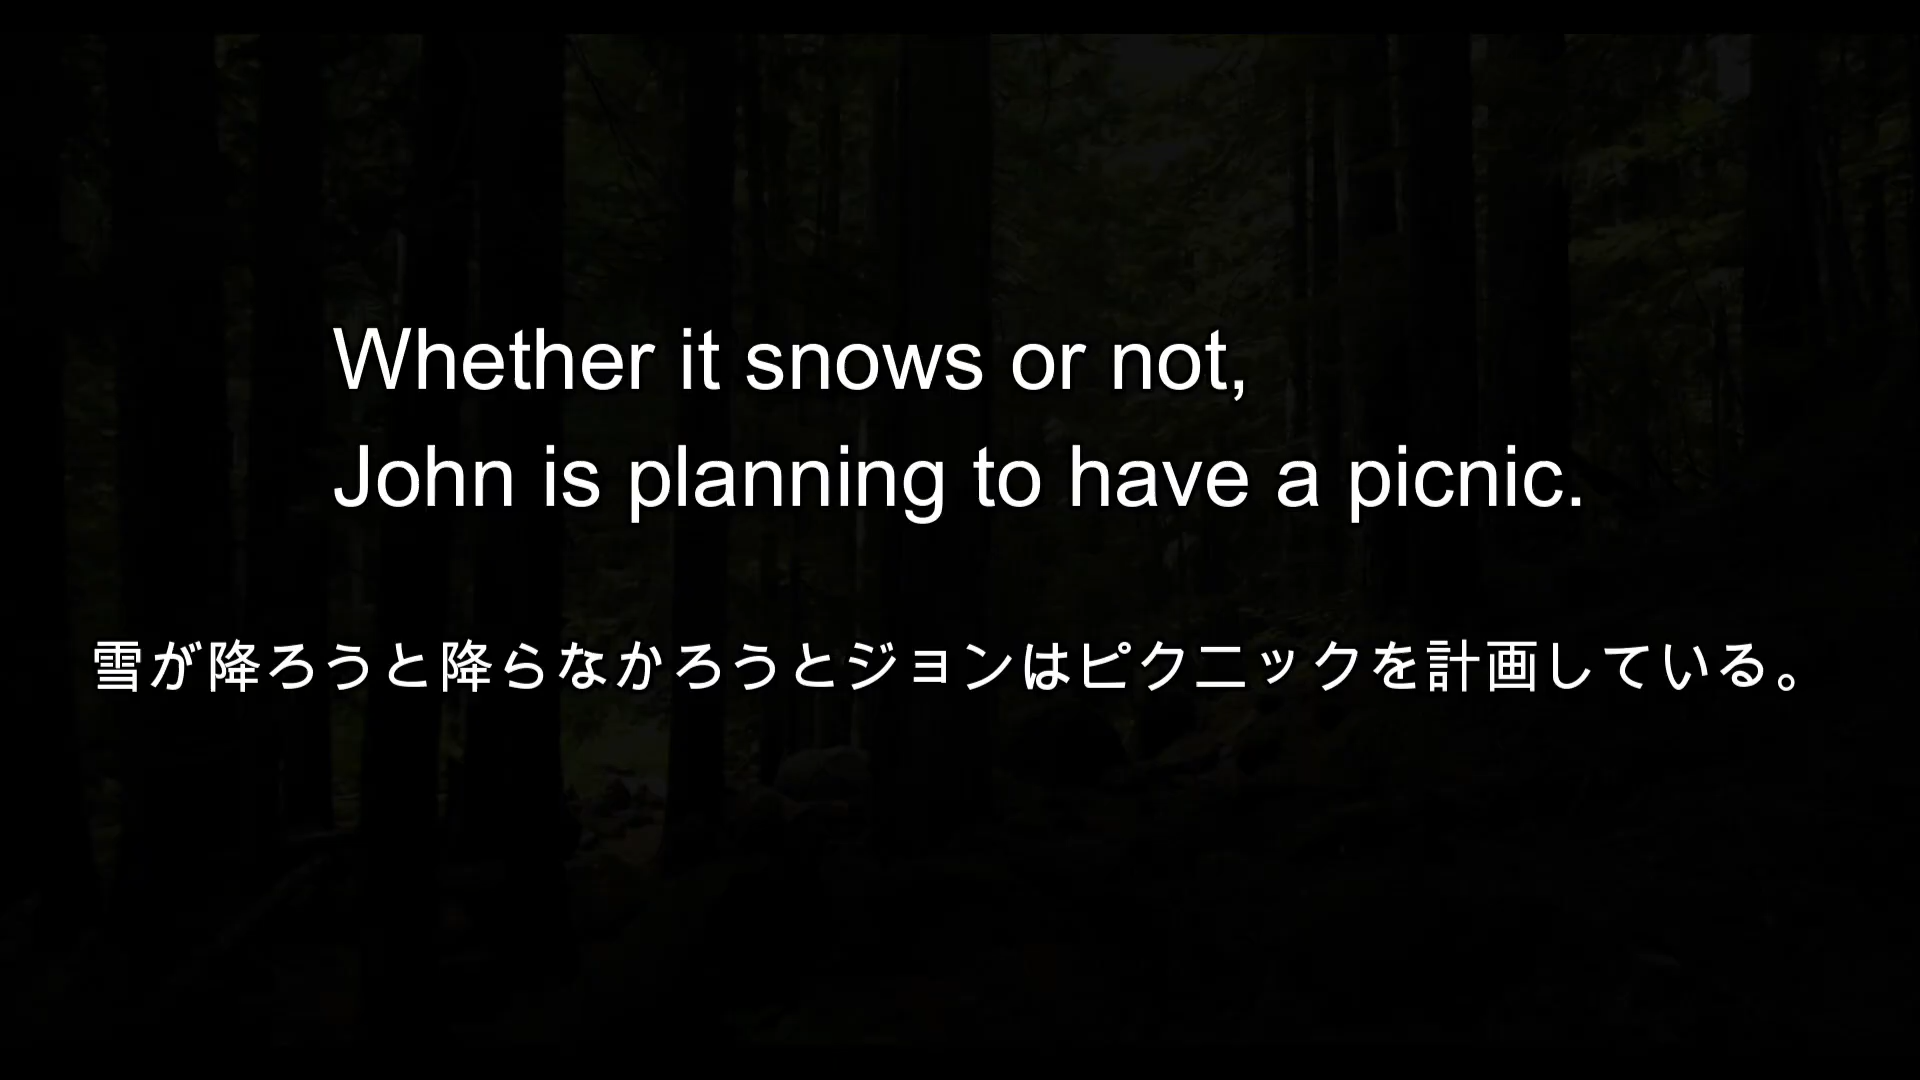 Whether it snows or not,
John is planning to have a picnic.
雪が降ろうと降らなかろうとジョンはピクニックを計画している。